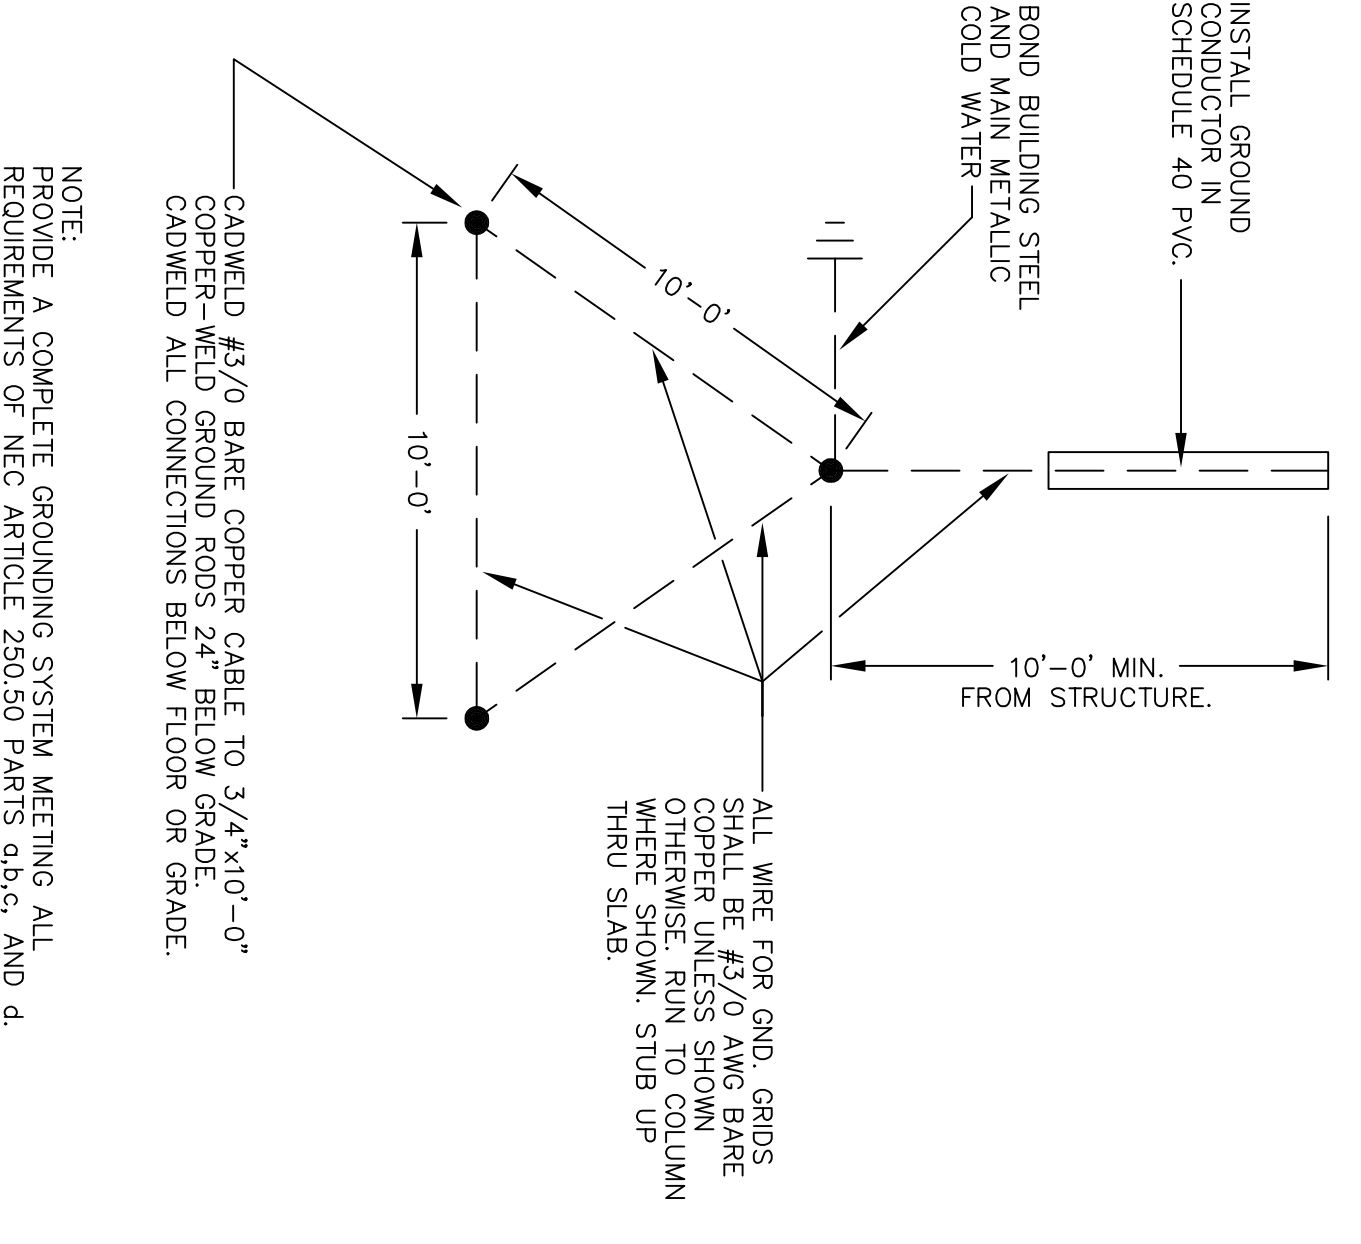 INSTALL GROUND
CONDUCTOR IN
SCHEDULE 40 PVC.
BOND BUILDING STEEL
AND MAIN METALLIC
COLD WATER
10'-0'
10'-0'
10'-0' MIN.
FROM STRUCTURE.
ALL WIRE FOR GND. GRIDS
SHALL BE #3/0 AWG BARE
COPPER UNLESS SHOWN
OTHERWISE. RUN TO COLUMN
WHERE SHOWN. STUB UP
THRU SLAB.
CADWELD #3/0 BARE COPPER CABLE TO 3/4"x10'-0"
COPPER-WELD GROUND RODS 24" BELOW GRADE.
CADWELD ALL CONNECTIONS BELOW FLOOR OR GRADE.
NOTE:
PROVIDE A COMPLETE GROUNDING SYSTEM MEETING ALL
REQUIREMENTS OF NEC ARTICLE 250.50 PARTS a,b,c, AND d.